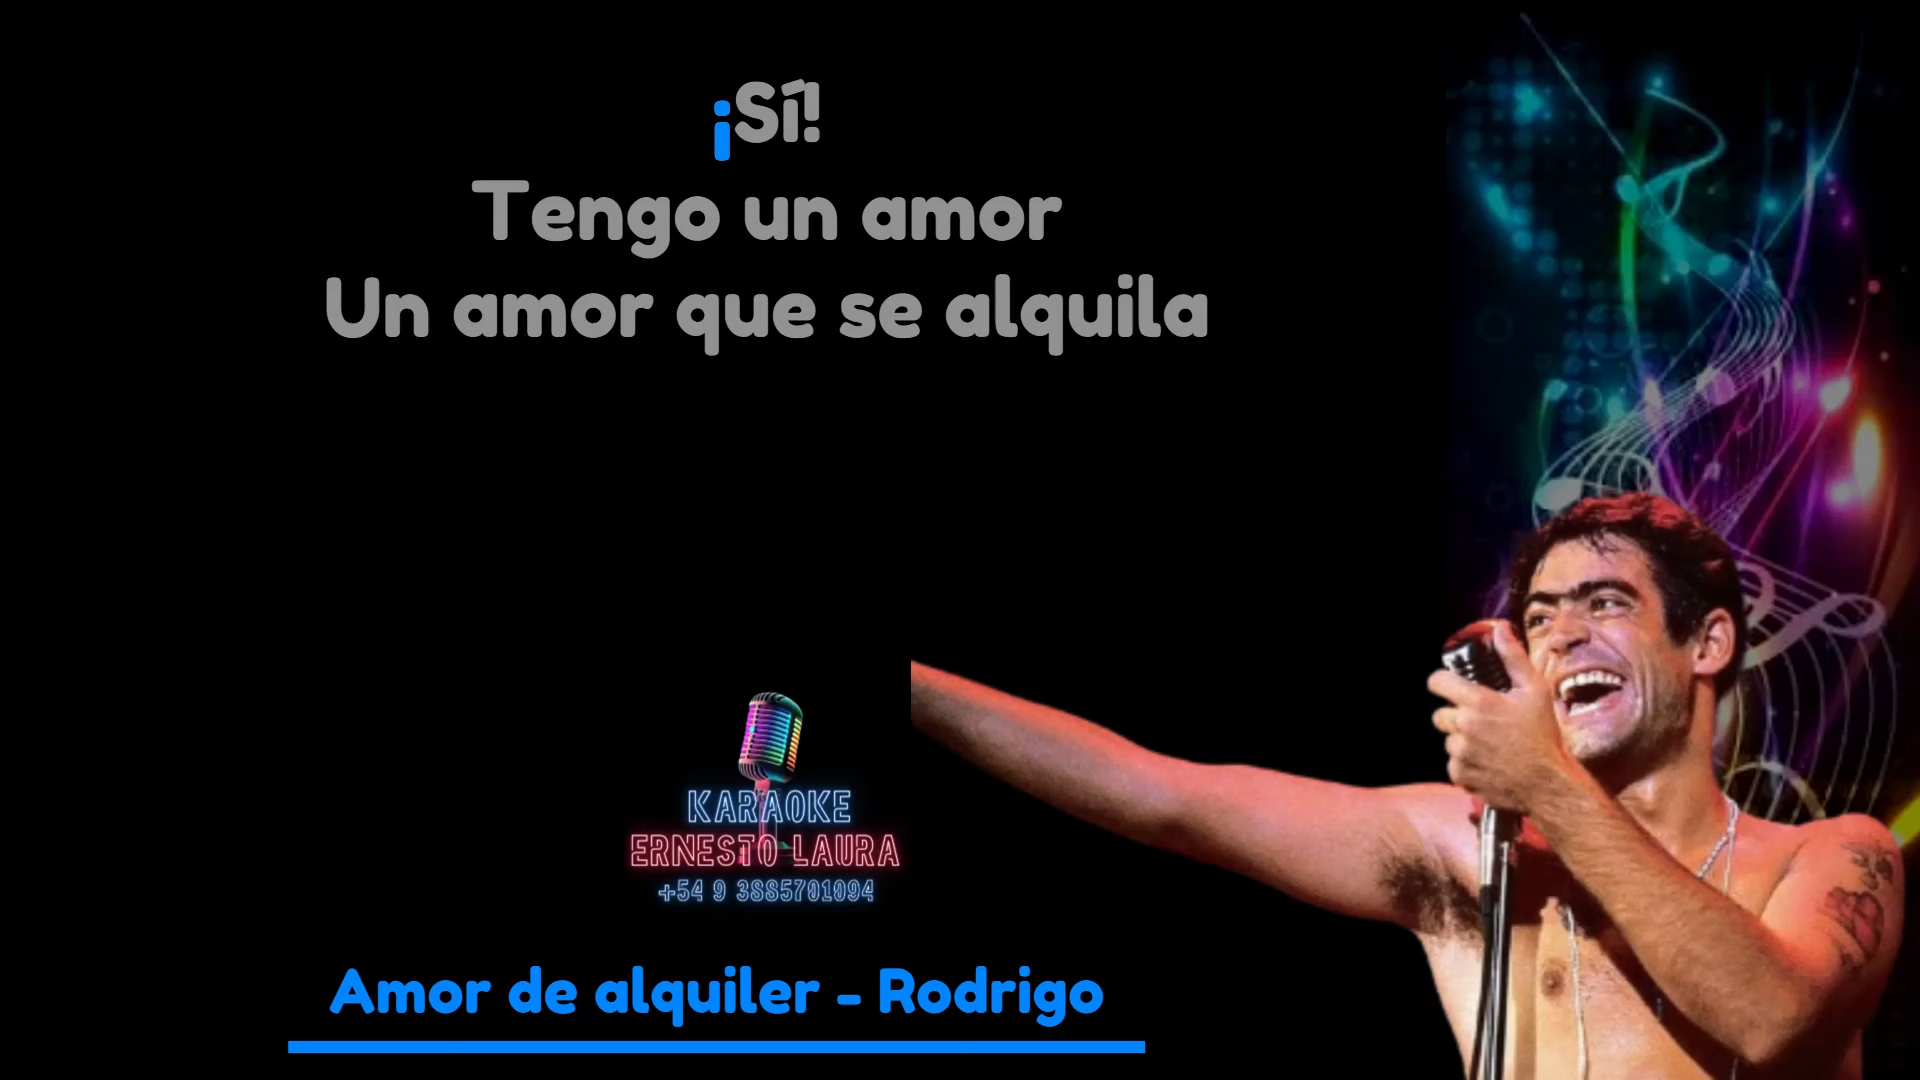 ¡Sí!
Tengo un amor
Un amor que se alquila
KARAOKE
ERNESTO LAURA
+54 9 3885701094
Amor de alquiler - Rodrigo